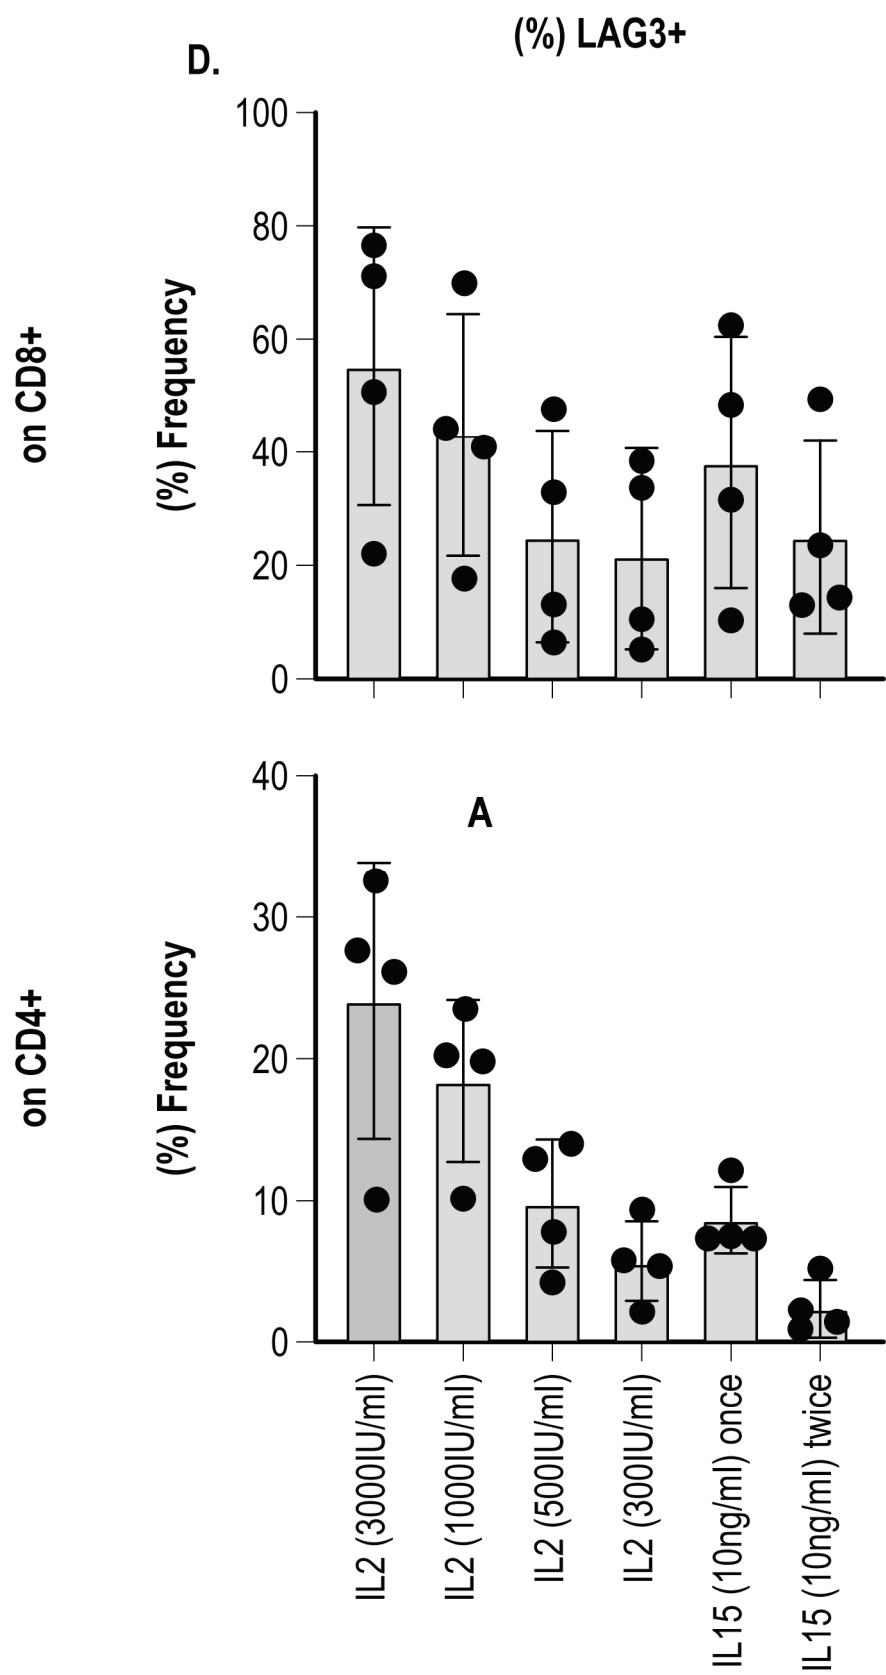 (%) LAG3+
D.
on CD8+
(%) Frequency
100
80
60
40
20
0
on CD4+
(%) Frequency
40
30
20
10
0
A
IL2 (3000IU/ml)
IL2 (1000IU/ml)
IL2 (500IU/ml)
IL2 (300IU/ml)
IL15 (10ng/ml) once
IL15 (10ng/ml) twice